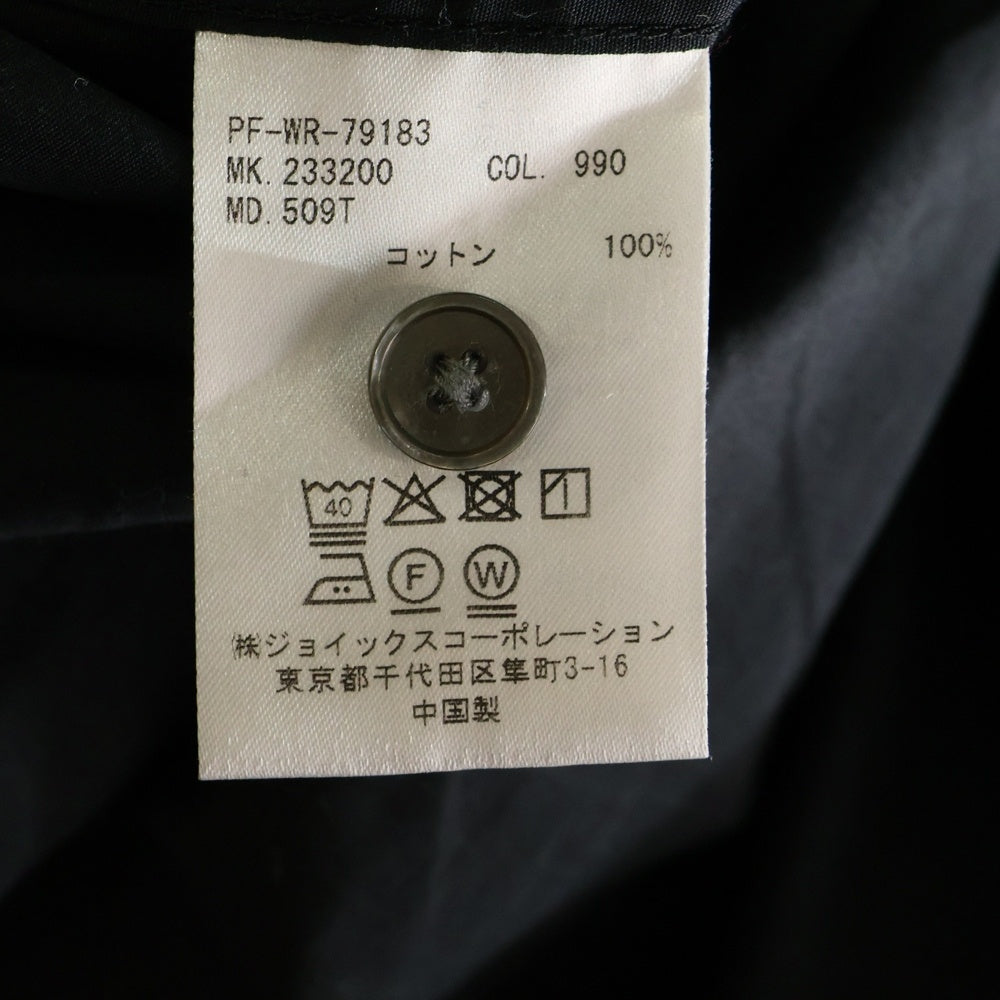 PF-WR-79183
MK. 233200 COL. 990
MD. 509T
コットン 100%
40
F W
㈱ジョイックスコーポレーション
東京都千代田区隼町3-16
中国製